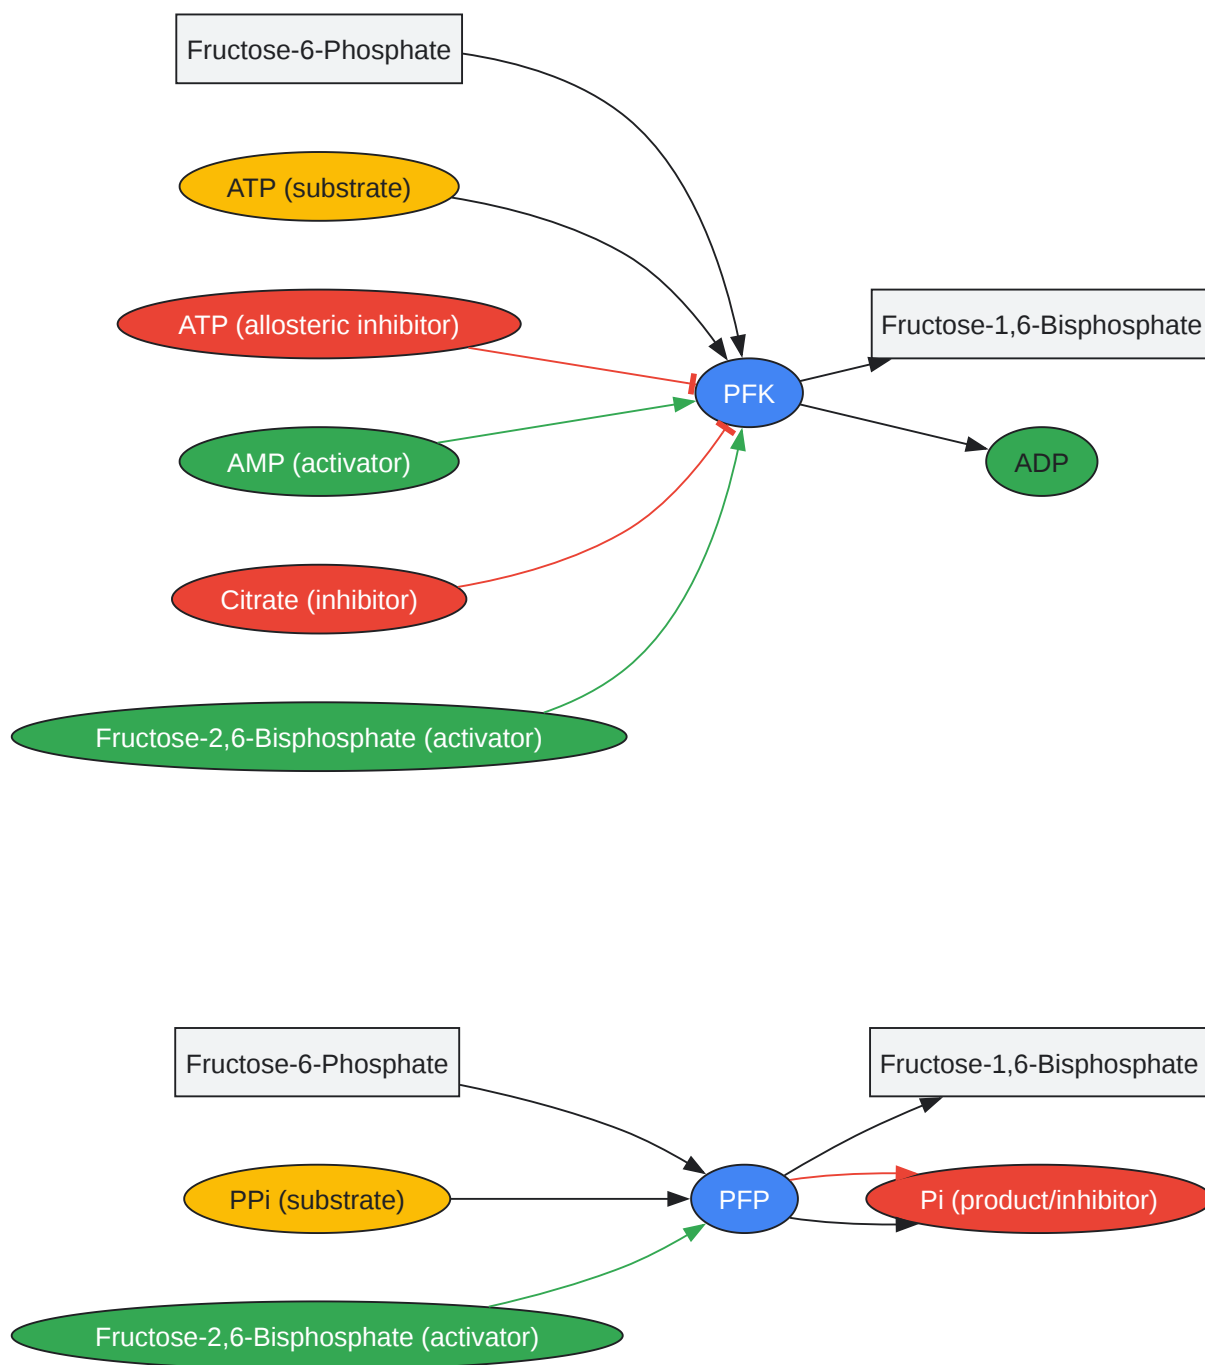 Fructose-6-Phosphate
ATP (substrate)
ATP (allosteric inhibitor)
Fructose-1,6-Bisphosphate
PFK
AMP (activator)
ADP
Citrate (inhibitor)
Fructose-2,6-Bisphosphate (activator)
Fructose-6-Phosphate
Fructose-1,6-Bisphosphate
PPi (substrate)
PFP
Pi (product/inhibitor)
Fructose-2,6-Bisphosphate (activator)